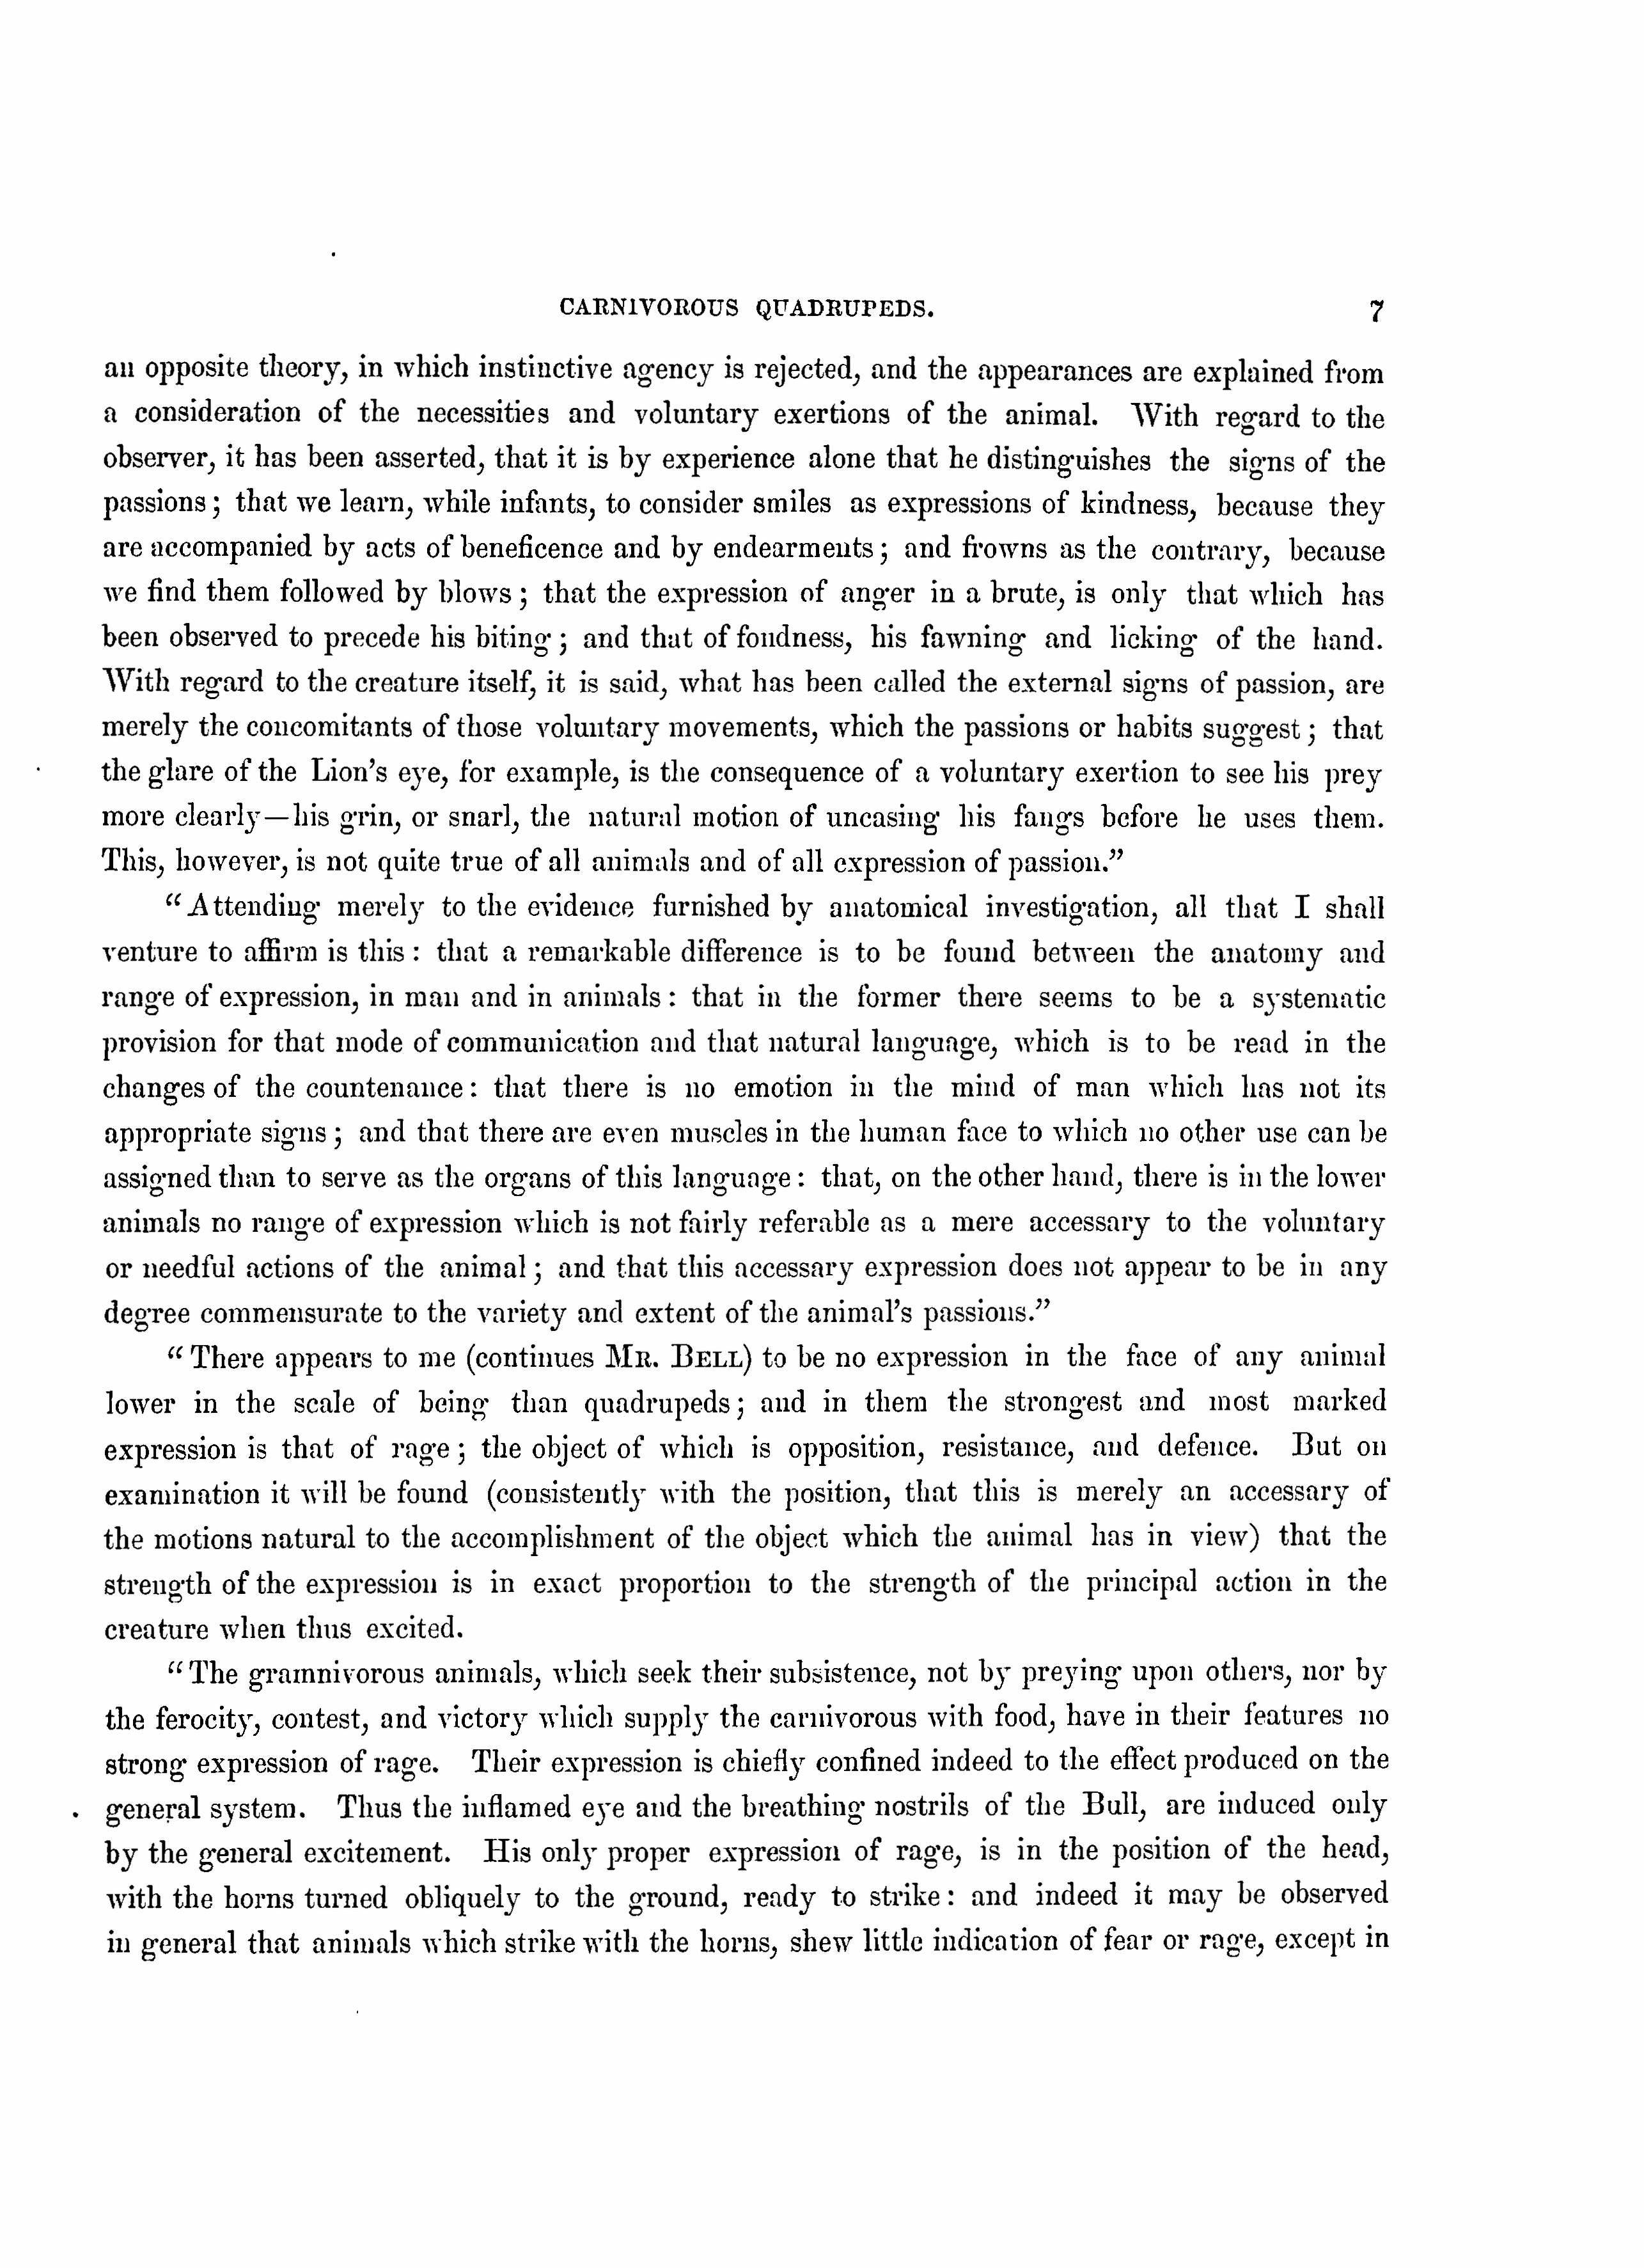 CARNIVOROUS QUADRUPEDS. 7
an opposite theory, in which instinctive agency is rejected, and the appearances are explained from
a consideration of the necessities and voluntary exertions of the animal. With regard to the
observer, it has been asserted, that it is by experience alone that he distinguishes the signs of the
passions; that we learn, while infants, to consider smiles as expressions of kindness, because they
are accompanied by acts of beneficence and by endearments; and frowns as the contrary, because
we find them followed by blows; that the expression of anger in a brute, is only that which has
been observed to precede his biting; and that of fondness, his fawning and licking of the hand.
With regard to the creature itself, it is said, what has been called the external signs of passion, are
merely the concomitants of those voluntary movements, which the passions or habits suggest; that
the glare of the Lion's eye, for example, is the consequence of a voluntary exertion to see his prey
more clearly—his grin, or snarl, the natural motion of uncasing his fangs before he uses them.
This, however, is not quite true of all animals and of all expression of passion.”
“Attending merely to the evidence furnished by anatomical investigation, all that I shall
venture to affirm is this: that a remarkable difference is to be found between the anatomy and
range of expression, in man and in animals: that in the former there seems to be a systematic
provision for that mode of communication and that natural language, which is to be read in the
changes of the countenance: that there is no emotion in the mind of man which has not its
appropriate signs; and that there are even muscles in the human face to which no other use can be
assigned than to serve as the organs of this language: that, on the other hand, there is in the lower
animals no range of expression which is not fairly referable as a mere accessary to the voluntary
or needful actions of the animal; and that this accessary expression does not appear to be in any
degree commensurate to the variety and extent of the animal's passions.”
“There appears to me (continues MR. BELL) to be no expression in the face of any animal
lower in the scale of being than quadrupeds; and in them the strongest and most marked
expression is that of rage; the object of which is opposition, resistance, and defence. But on
examination it will be found (consistently with the position, that this is merely an accessary of
the motions natural to the accomplishment of the object which the animal has in view) that the
strength of the expression is in exact proportion to the strength of the principal action in the
creature when thus excited.
“The gramnivorous animals, which seek their subsistence, not by preying upon others, nor by
the ferocity, contest, and victory which supply the carnivorous with food, have in their features no
strong expression of rage. Their expression is chiefly confined indeed to the effect produced on the
general system. Thus the inflamed eye and the breathing nostrils of the Bull, are induced only
by the general excitement. His only proper expression of rage, is in the position of the head,
with the horns turned obliquely to the ground, ready to strike: and indeed it may be observed
in general that animals which strike with the horns, shew little indication of fear or rage, except in